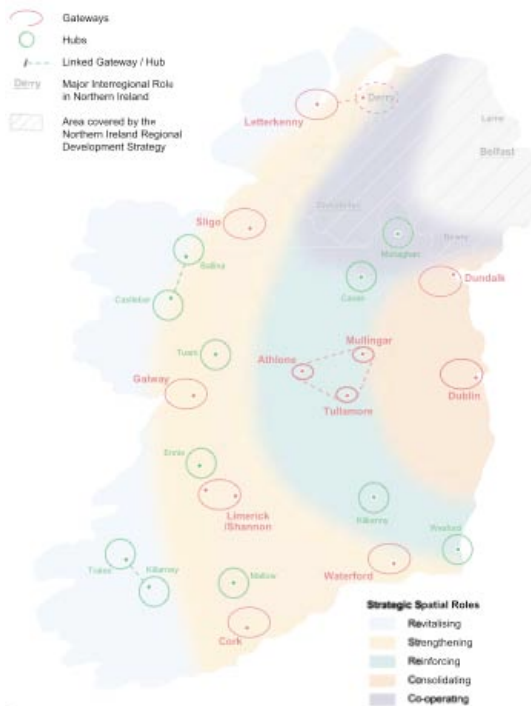 Gateways
Hubs
Linked Gateway / Hub
Derry
Major Interregional Role
in Northern Ireland
Area covered by the
Northern Ireland Regional
Development Strategy
Derry
Letterkenny
Larne
Belfast
Sligo
Newry
Monaghan
Ballina
Cavan
Dundalk
Castlebar
Tuam
Mullingar
Athlone
Galway
Dublin
Tullamore
Ennis
Limerick
/Shannon
Kilkenny
Wexford
Tralee
Killarney
Mallow
Waterford
Cork
Strategic Spatial Roles
Revitalising
Strengthening
Reinforcing
Consolidating
Co-operating